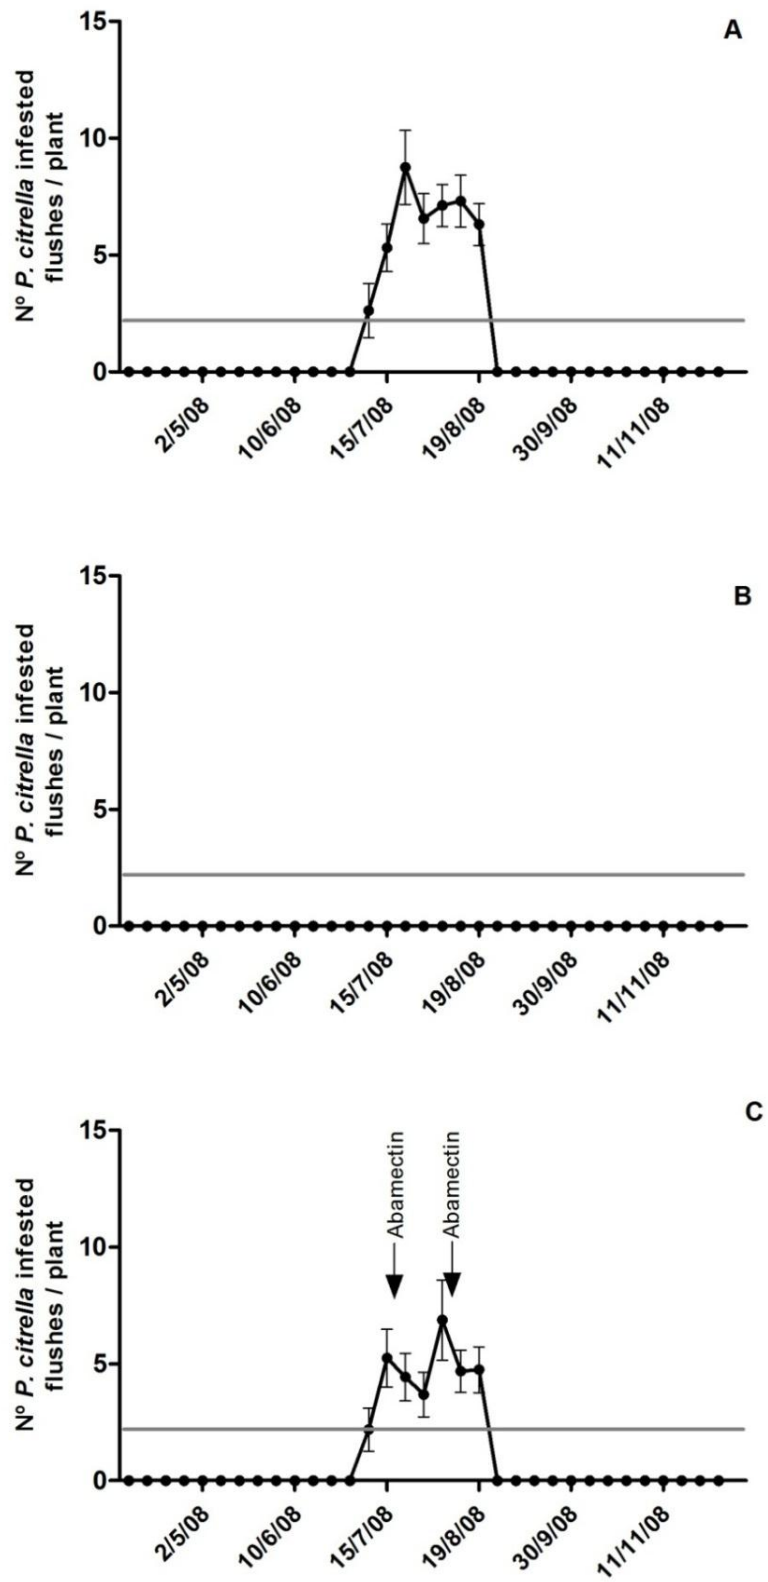 A
Nº P. citrella infested
flushes / plant
15
10
5
0
2/5/08
10/6/08
15/7/08
19/8/08
30/9/08
11/11/08
B
Nº P. citrella infested
flushes / plant
15
10
5
0
2/5/08
10/6/08
15/7/08
19/8/08
30/9/08
11/11/08
C
Nº P. citrella infested
flushes / plant
15
10
5
0
Abamectin
Abamectin
2/5/08
10/6/08
15/7/08
19/8/08
30/9/08
11/11/08